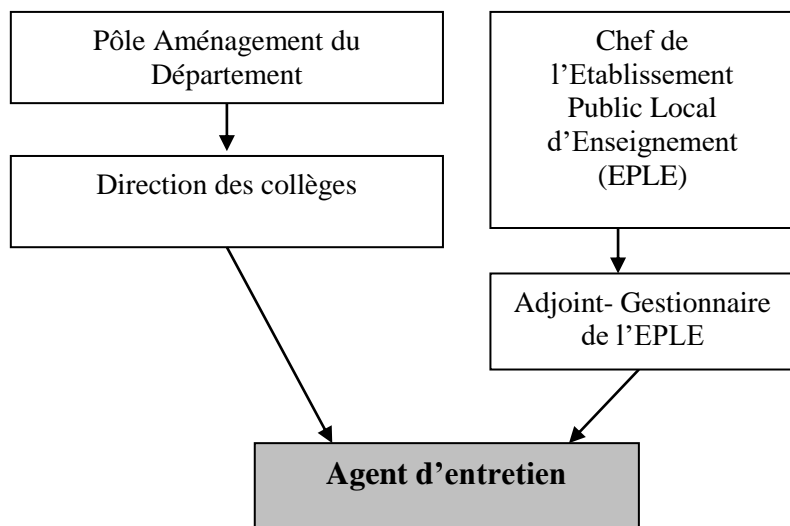 Pôle Aménagement du
Département
Direction des collèges
Chef de
l’Etablissement
Public Local
d’Enseignement
(EPLE)
Adjoint- Gestionnaire
de l’EPLE
Agent d’entretien